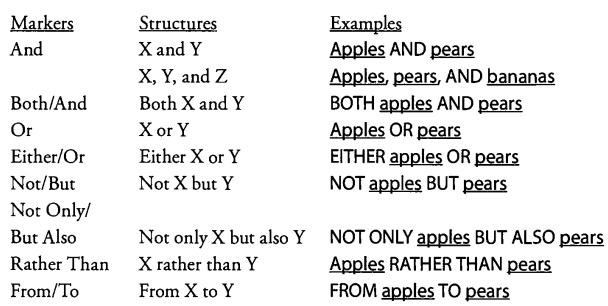 Markers Structures Examples
And X and Y Apples AND pears
X, Y, and Z Apples, pears, AND bananas
Both/And Both X and Y BOTH apples AND pears
Or X or Y Apples OR pears
Either/Or Either X or Y EITHER apples OR pears
Not/But Not X but Y NOT apples BUT pears
Not Only/
But Also Not only X but also Y NOT ONLY apples BUT ALSO pears
Rather Than X rather than Y Apples RATHER THAN pears
From/To From X to Y FROM apples TO pears